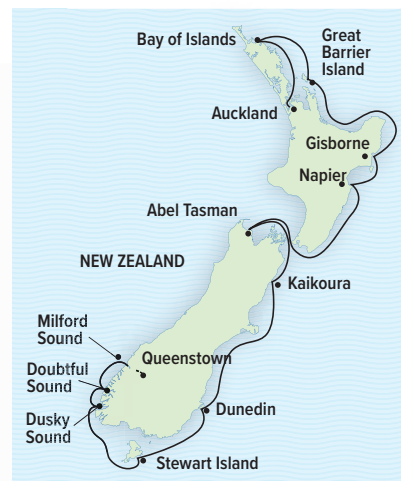 Bay of Islands
Great
Barrier
Island
Auckland
Gisborne
Napier
Abel Tasman
NEW ZEALAND
Kaikoura
Milford
Sound
Queenstown
Doubtful
Sound
Dunedin
Dusky
Sound
Stewart Island